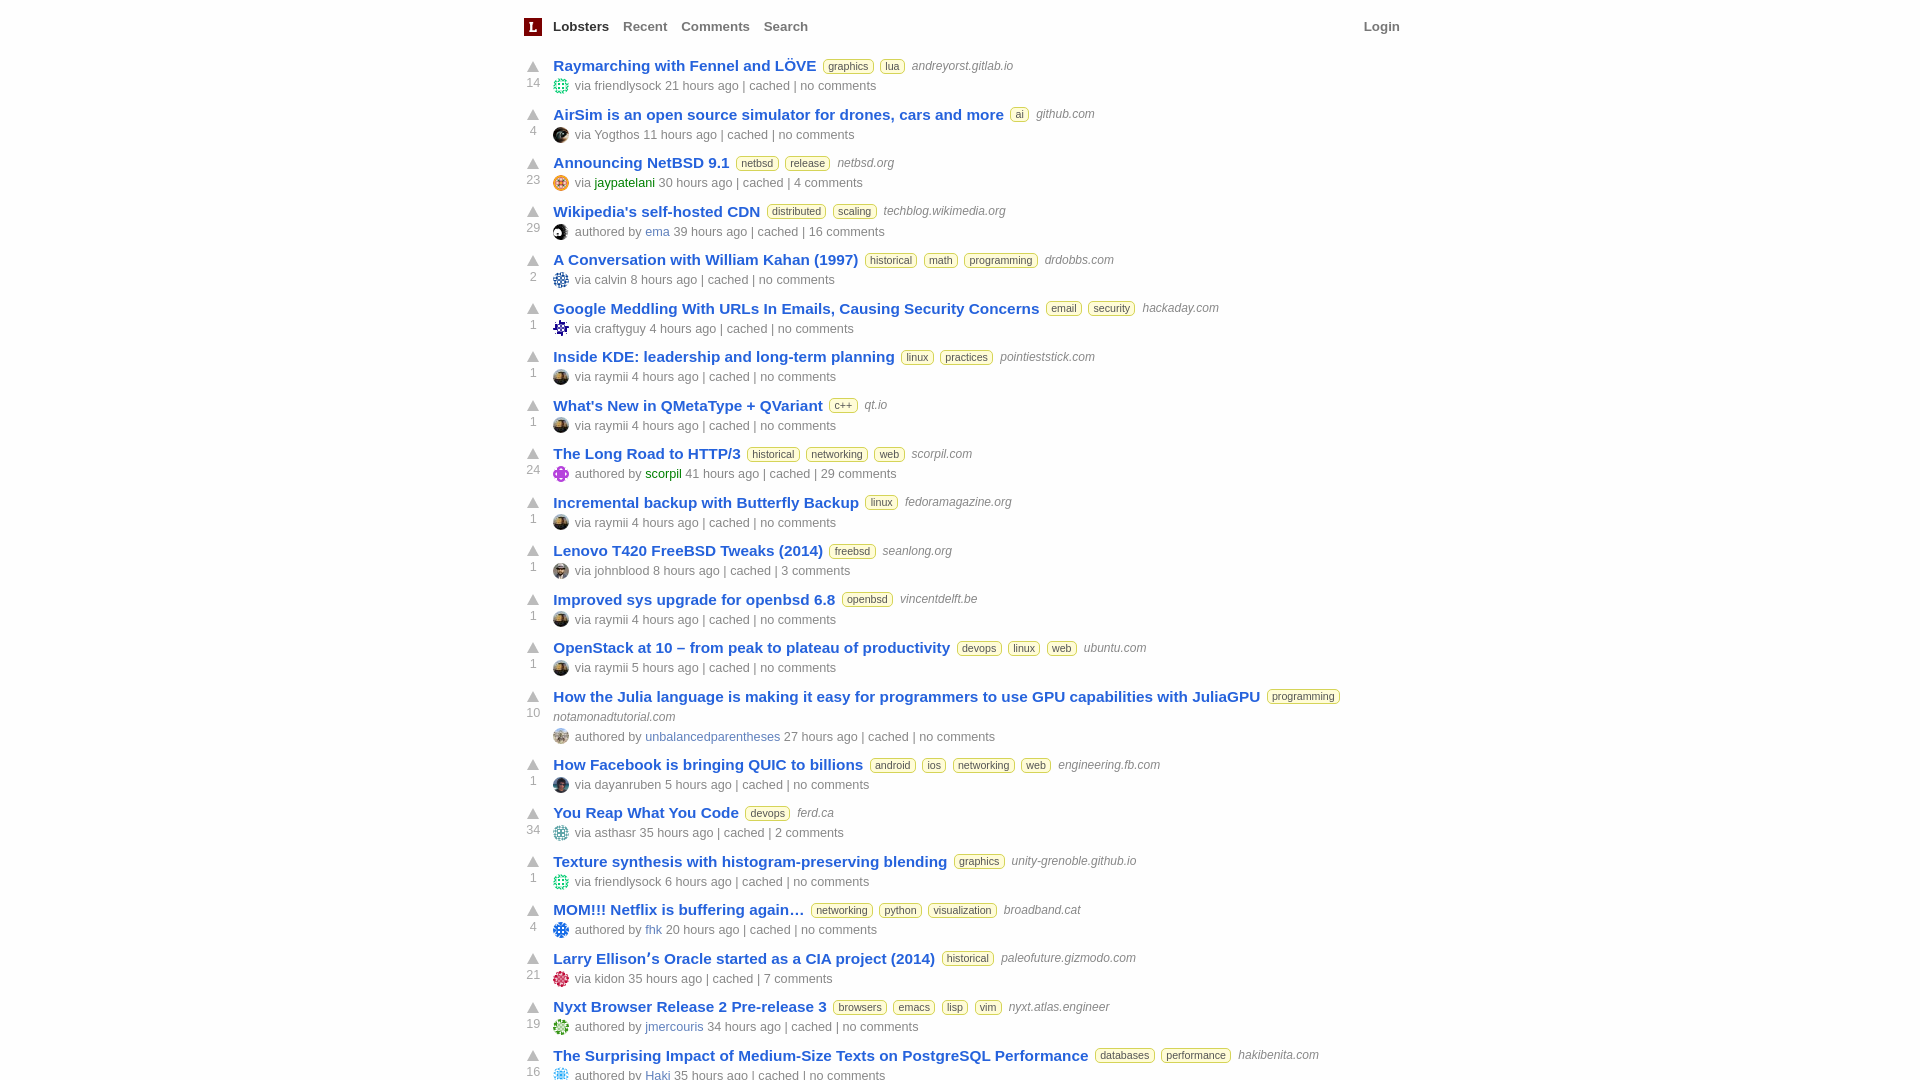 L Lobsters Recent Comments Search Login
Raymarching with Fennel and LÖVE graphics lua andreyorst.gitlab.io
14 via friendlysock 21 hours ago | cached | no comments
AirSim is an open source simulator for drones, cars and more ai github.com
4 via Yogthos 11 hours ago | cached | no comments
Announcing NetBSD 9.1 netbsd release netbsd.org
23 via jaypatelani 30 hours ago | cached | 4 comments
Wikipedia's self-hosted CDN distributed scaling techblog.wikimedia.org
29 authored by ema 39 hours ago | cached | 16 comments
A Conversation with William Kahan (1997) historical math programming drdobbs.com
2 via calvin 8 hours ago | cached | no comments
Google Meddling With URLs In Emails, Causing Security Concerns email security hackaday.com
1 via craftyguy 4 hours ago | cached | no comments
Inside KDE: leadership and long-term planning linux practices pointieststick.com
1 via raymii 4 hours ago | cached | no comments
What's New in QMetaType + QVariant c++ qt.io
1 via raymii 4 hours ago | cached | no comments
The Long Road to HTTP/3 historical networking web scorpil.com
24 authored by scorpil 41 hours ago | cached | 29 comments
Incremental backup with Butterfly Backup linux fedoramagazine.org
1 via raymii 4 hours ago | cached | no comments
Lenovo T420 FreeBSD Tweaks (2014) freebsd seanlong.org
1 via johnblood 8 hours ago | cached | 3 comments
Improved sys upgrade for openbsd 6.8 openbsd vincentdelft.be
1 via raymii 4 hours ago | cached | no comments
OpenStack at 10 – from peak to plateau of productivity devops linux web ubuntu.com
1 via raymii 5 hours ago | cached | no comments
How the Julia language is making it easy for programmers to use GPU capabilities with JuliaGPU programming
10 notamonadtutorial.com
authored by unbalancedparentheses 27 hours ago | cached | no comments
How Facebook is bringing QUIC to billions android ios networking web engineering.fb.com
1 via dayanruben 5 hours ago | cached | no comments
You Reap What You Code devops ferd.ca
34 via asthasr 35 hours ago | cached | 2 comments
Texture synthesis with histogram-preserving blending graphics unity-grenoble.github.io
1 via friendlysock 6 hours ago | cached | no comments
MOM!!! Netflix is buffering again… networking python visualization broadband.cat
4 authored by fhk 20 hours ago | cached | no comments
Larry Ellisonʼs Oracle started as a CIA project (2014) historical paleofuture.gizmodo.com
21 via kidon 35 hours ago | cached | 7 comments
Nyxt Browser Release 2 Pre-release 3 browsers emacs lisp vim nyxt.atlas.engineer
19 authored by jmercouris 34 hours ago | cached | no comments
The Surprising Impact of Medium-Size Texts on PostgreSQL Performance databases performance hakibenita.com
16 authored by Haki 35 hours ago | cached | no comments